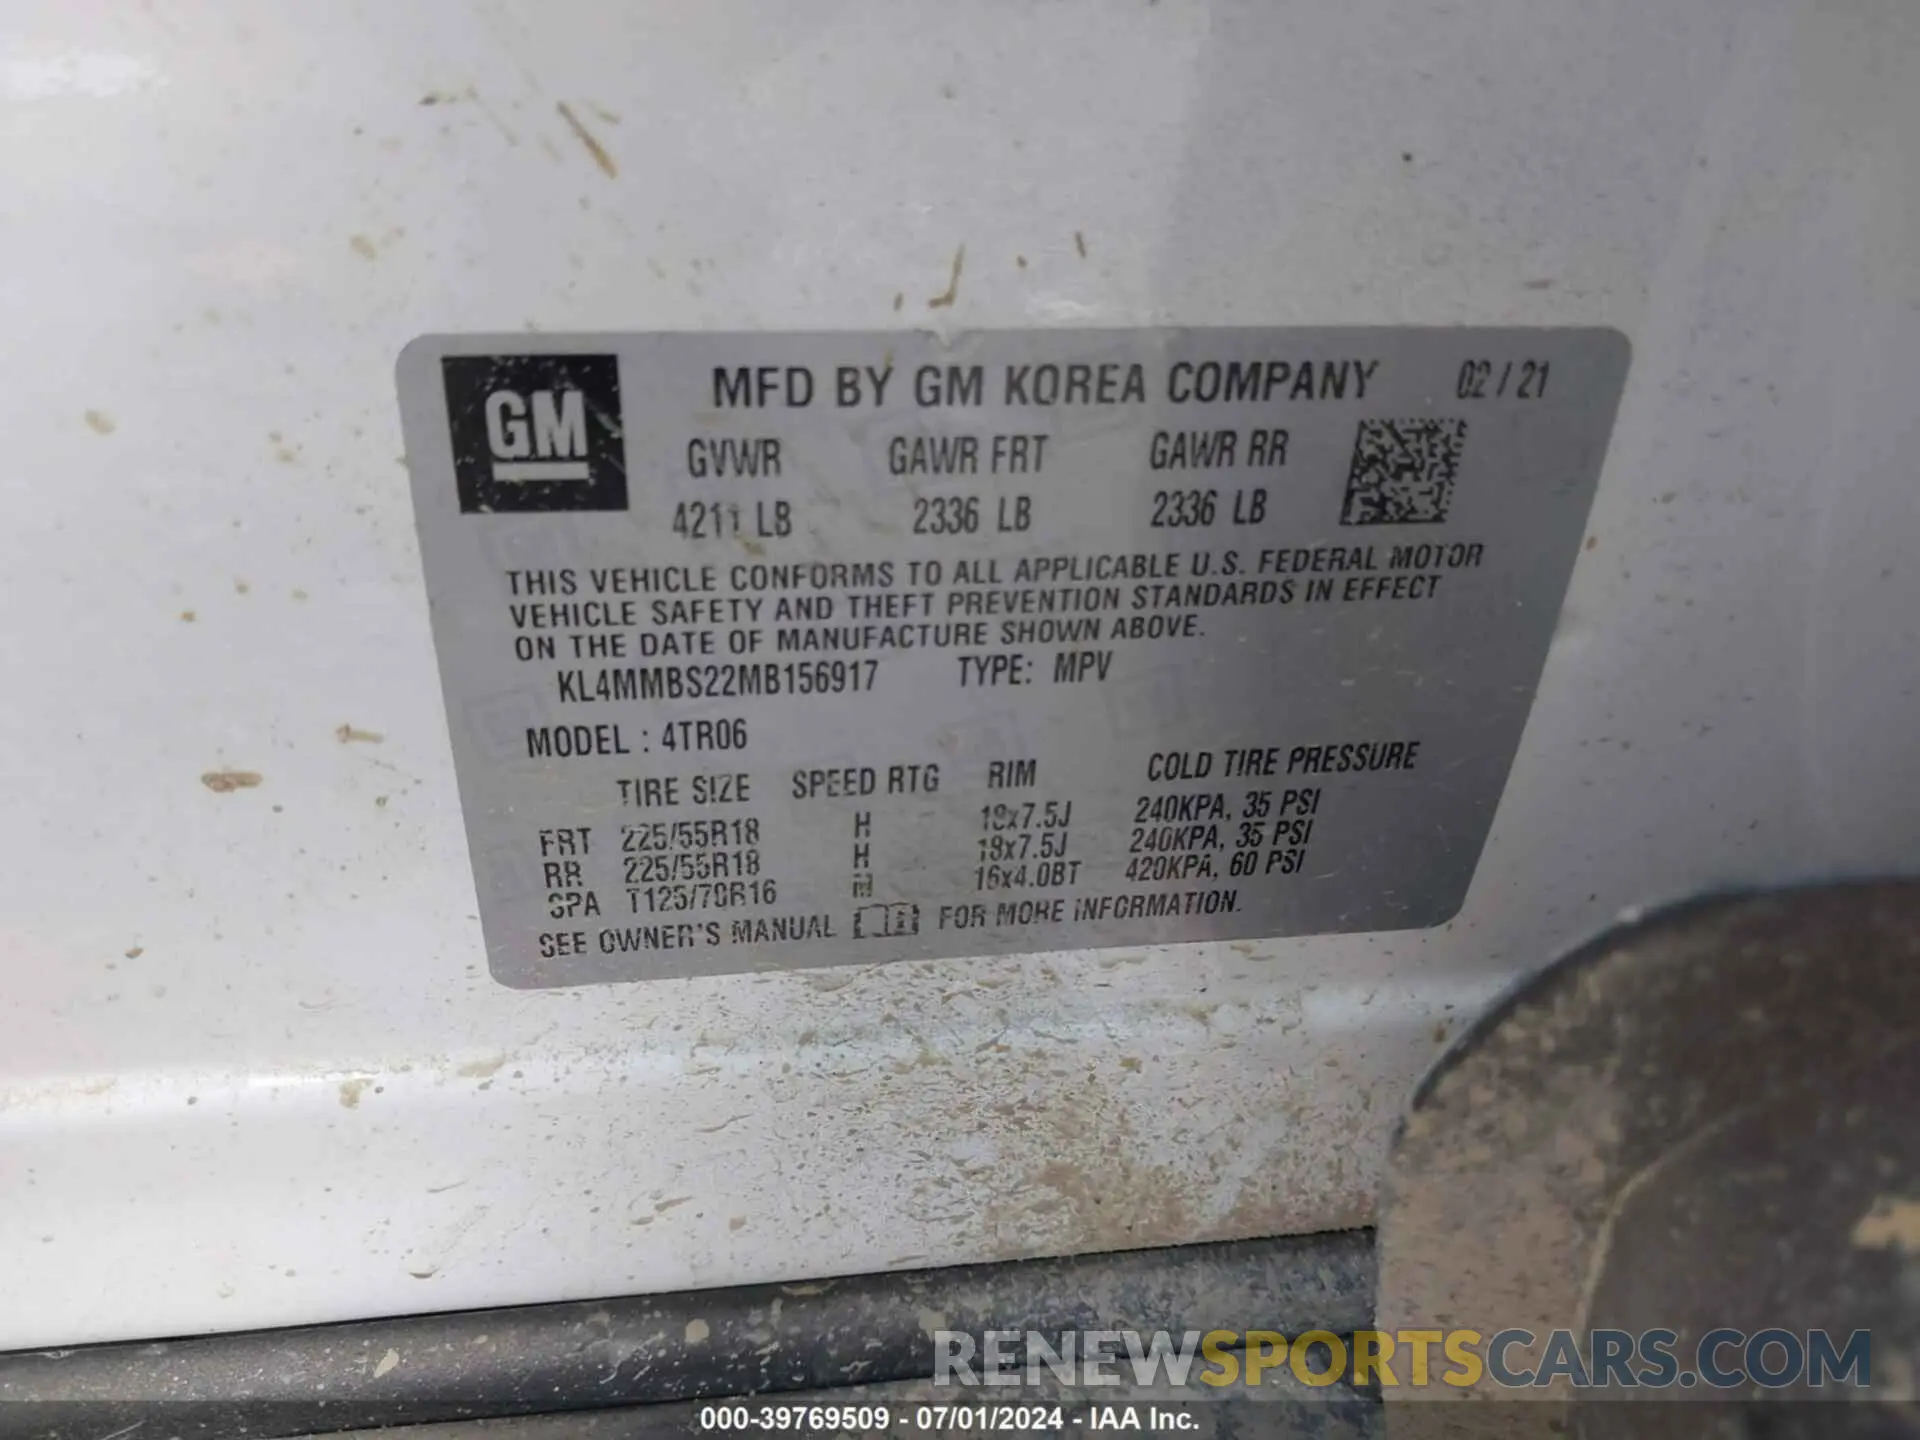 GM
MFD BY GM KOREA COMPANY 02 / 21
GVWR GAWR FRT GAWR RR
4211 LB 2336 LB 2336 LB
THIS VEHICLE CONFORMS TO ALL APPLICABLE U.S. FEDERAL MOTOR
VEHICLE SAFETY AND THEFT PREVENTION STANDARDS IN EFFECT
ON THE DATE OF MANUFACTURE SHOWN ABOVE.
KL4MMBS22MB156917 TYPE: MPV
MODEL : 4TR06
TIRE SIZE SPEED RTG RIM COLD TIRE PRESSURE
FRT 225/55R18 H 18x7.5J 240KPA, 35 PSI
RR 225/55R18 H 18x7.5J 240KPA, 35 PSI
SPA T125/70R16 M 16x4.0BT 420KPA, 60 PSI
SEE OWNER'S MANUAL FOR MORE INFORMATION.
RENEWSPORTSCARS.COM
000-39769509 - 07/01/2024 - IAA Inc.